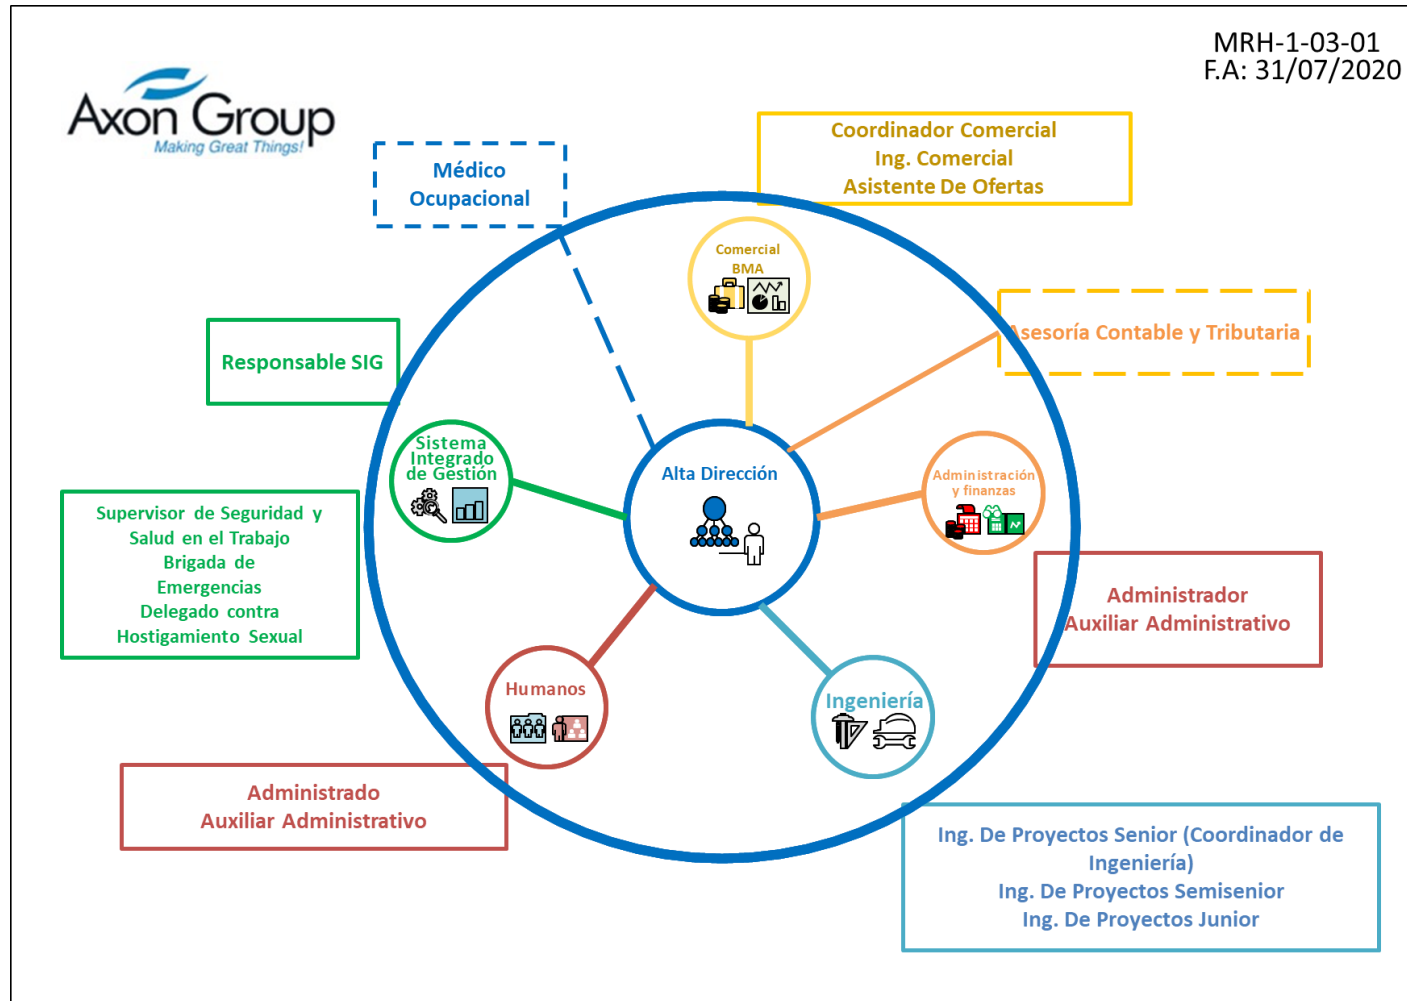 MRH-1-03-01
F.A: 31/07/2020
Axon Group
Making Great Things!
Médico
Ocupacional
Coordinador Comercial
Ing. Comercial
Asistente De Ofertas
Comercial
BMA
Asesoría Contable y Tributaria
Responsable SIG
Sistema
Integrado
de Gestión
Alta Dirección
Administración
y finanzas
Supervisor de Seguridad y
Salud en el Trabajo
Brigada de
Emergencias
Delegado contra
Hostigamiento Sexual
Administrador
Auxiliar Administrativo
Humanos
Ingeniería
Administrado
Auxiliar Administrativo
Ing. De Proyectos Senior (Coordinador de
Ingeniería)
Ing. De Proyectos Semisenior
Ing. De Proyectos Junior